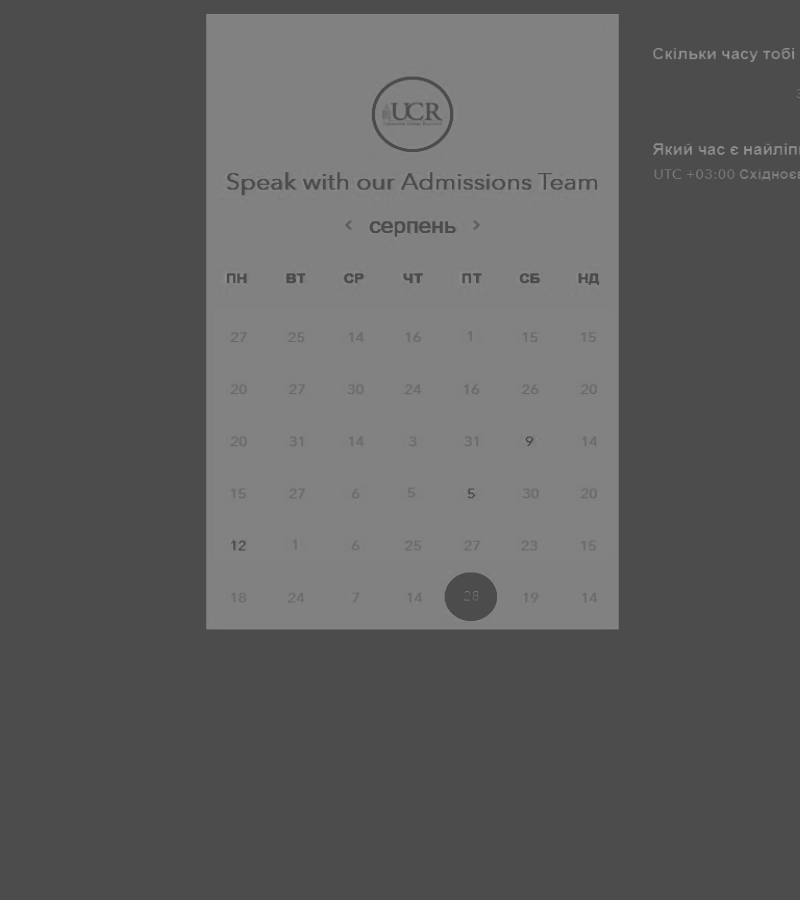 UCR
Speak with our Admissions Team
< серпень >
ПН ВТ СР ЧТ ПТ СБ НД
27 25 14 16 1 15 15
20 27 30 24 16 26 20
20 31 14 3 31 9 14
15 27 6 5 5 30 20
12 1 6 25 27 23 15
18 24 7 14 28 19 14
Скільки часу тобі
Який час є
UTC +03:00